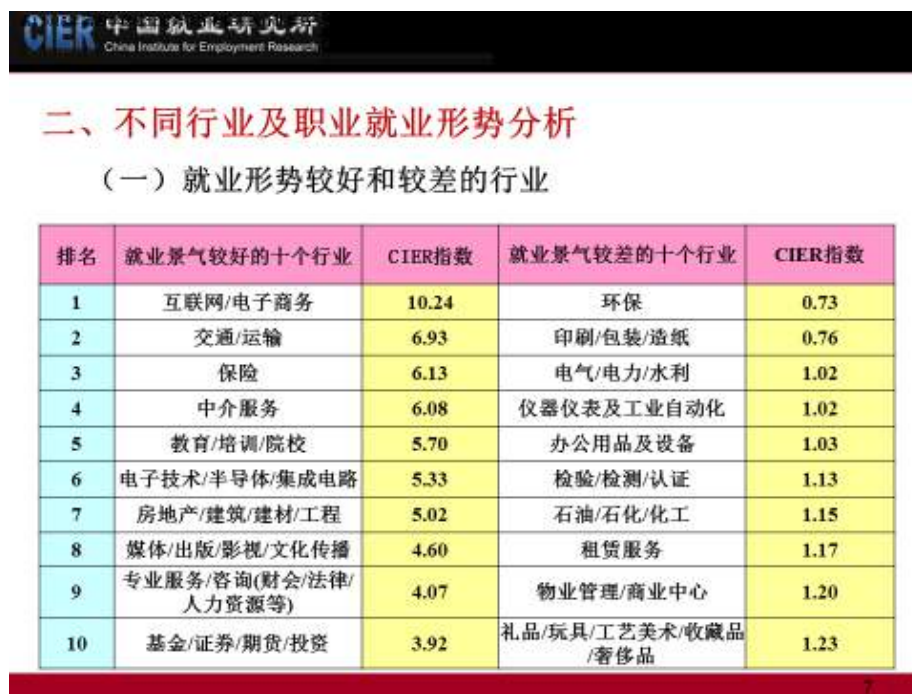 CIER 中国就业研究所
China Institute for Employment Research
二、不同行业及职业就业形势分析
（一）就业形势较好和较差的行业
排名 就业景气较好的十个行业 CIER指数 就业景气较差的十个行业 CIER指数
1 互联网/电子商务 10.24 环保 0.73
2 交通/运输 6.93 印刷/包装/造纸 0.76
3 保险 6.13 电气/电力/水利 1.02
4 中介服务 6.08 仪器仪表及工业自动化 1.02
5 教育/培训/院校 5.70 办公用品及设备 1.03
6 电子技术/半导体/集成电路 5.33 检验/检测/认证 1.13
7 房地产/建筑/建材/工程 5.02 石油/石化/化工 1.15
8 媒体/出版/影视/文化传播 4.60 租赁服务 1.17
9 专业服务/咨询(财会/法律/
人力资源等) 4.07 物业管理/商业中心 1.20
10 基金/证券/期货/投资 3.92 礼品/玩具/工艺美术/收藏品
/奢侈品 1.23
7